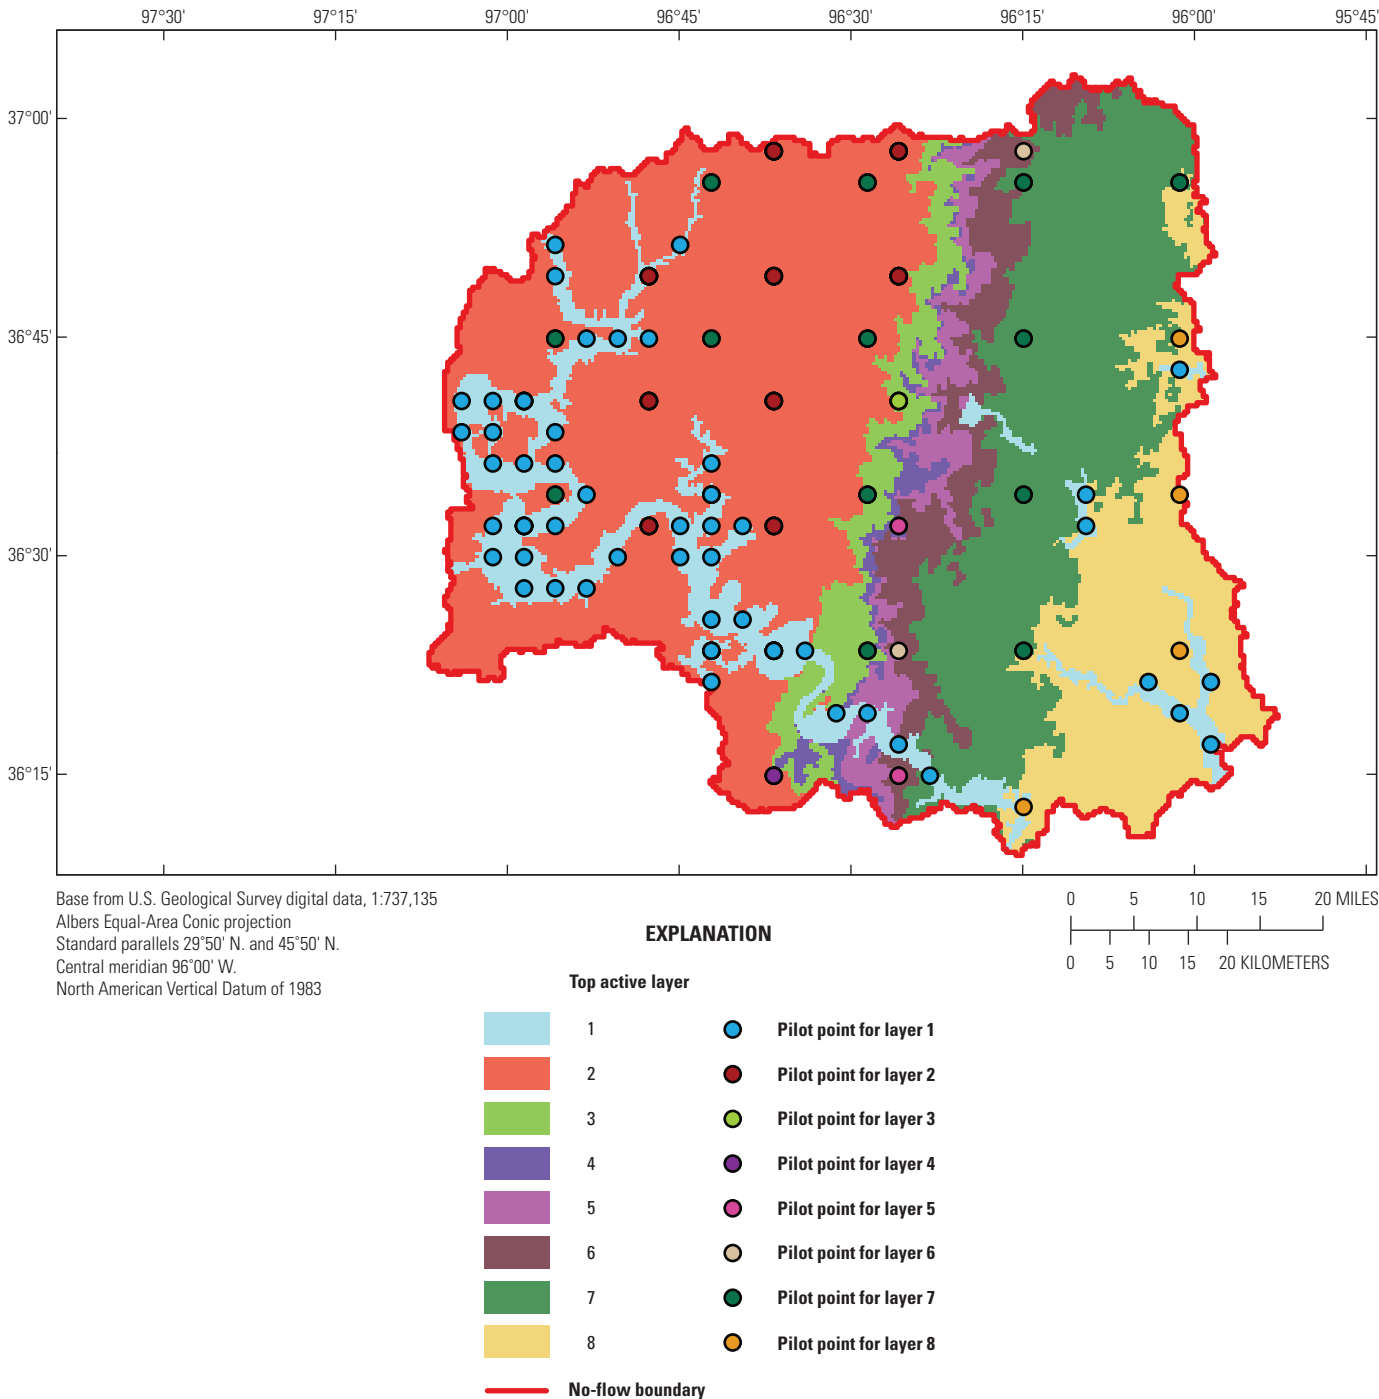 97°30' 97°15' 97°00' 96°45' 96°30' 96°15' 96°00' 95°45'
37°00'
36°45'
36°30'
36°15'
Base from U.S. Geological Survey digital data, 1:737,135
Albers Equal-Area Conic projection
Standard parallels 29°50' N. and 45°50' N.
Central meridian 96°00' W.
North American Vertical Datum of 1983
0 5 10 15 20 MILES
0 5 10 15 20 KILOMETERS
EXPLANATION
Top active layer
1 Pilot point for layer 1
2 Pilot point for layer 2
3 Pilot point for layer 3
4 Pilot point for layer 4
5 Pilot point for layer 5
6 Pilot point for layer 6
7 Pilot point for layer 7
8 Pilot point for layer 8
No-flow boundary